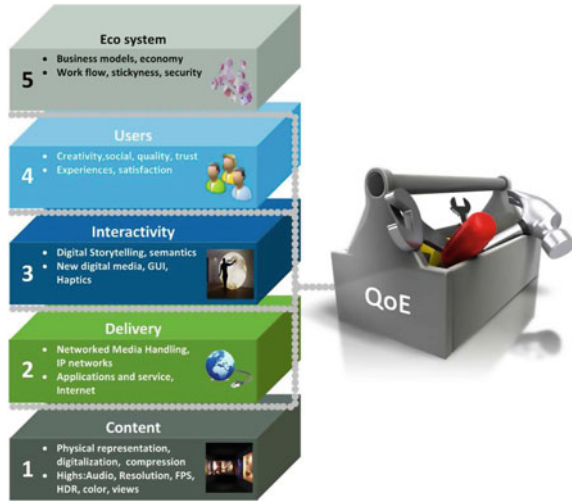 Eco system
5
• Business models, economy
• Work flow, stickyness, security
Users
4
• Creativity,social, quality, trust
• Experiences, satisfaction
Interactivity
3
• Digital Storytelling, semantics
• New digital media, GUI,
Haptics
Delivery
2
• Networked Media Handling,
IP networks
• Applications and service,
Internet
Content
1
• Physical representation,
digitalization, compression
• Highs:Audio, Resolution, FPS,
HDR, color, views
QoE